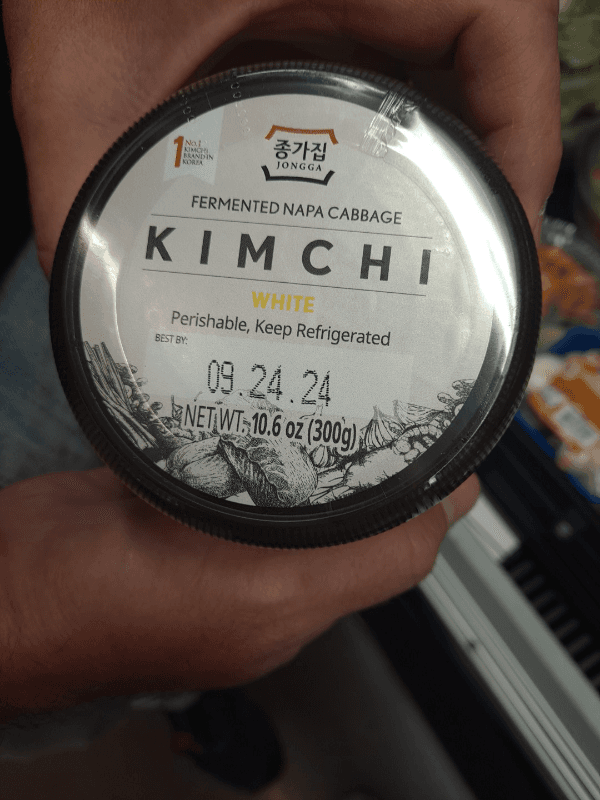 No.1
KIMCHI
BRAND IN
KOREA
종가집
JONGGA
FERMENTED NAPA CABBAGE
KIMCHI
WHITE
Perishable, Keep Refrigerated
BEST BY:
09.24.24
NET WT. 10.6 oz (300g)